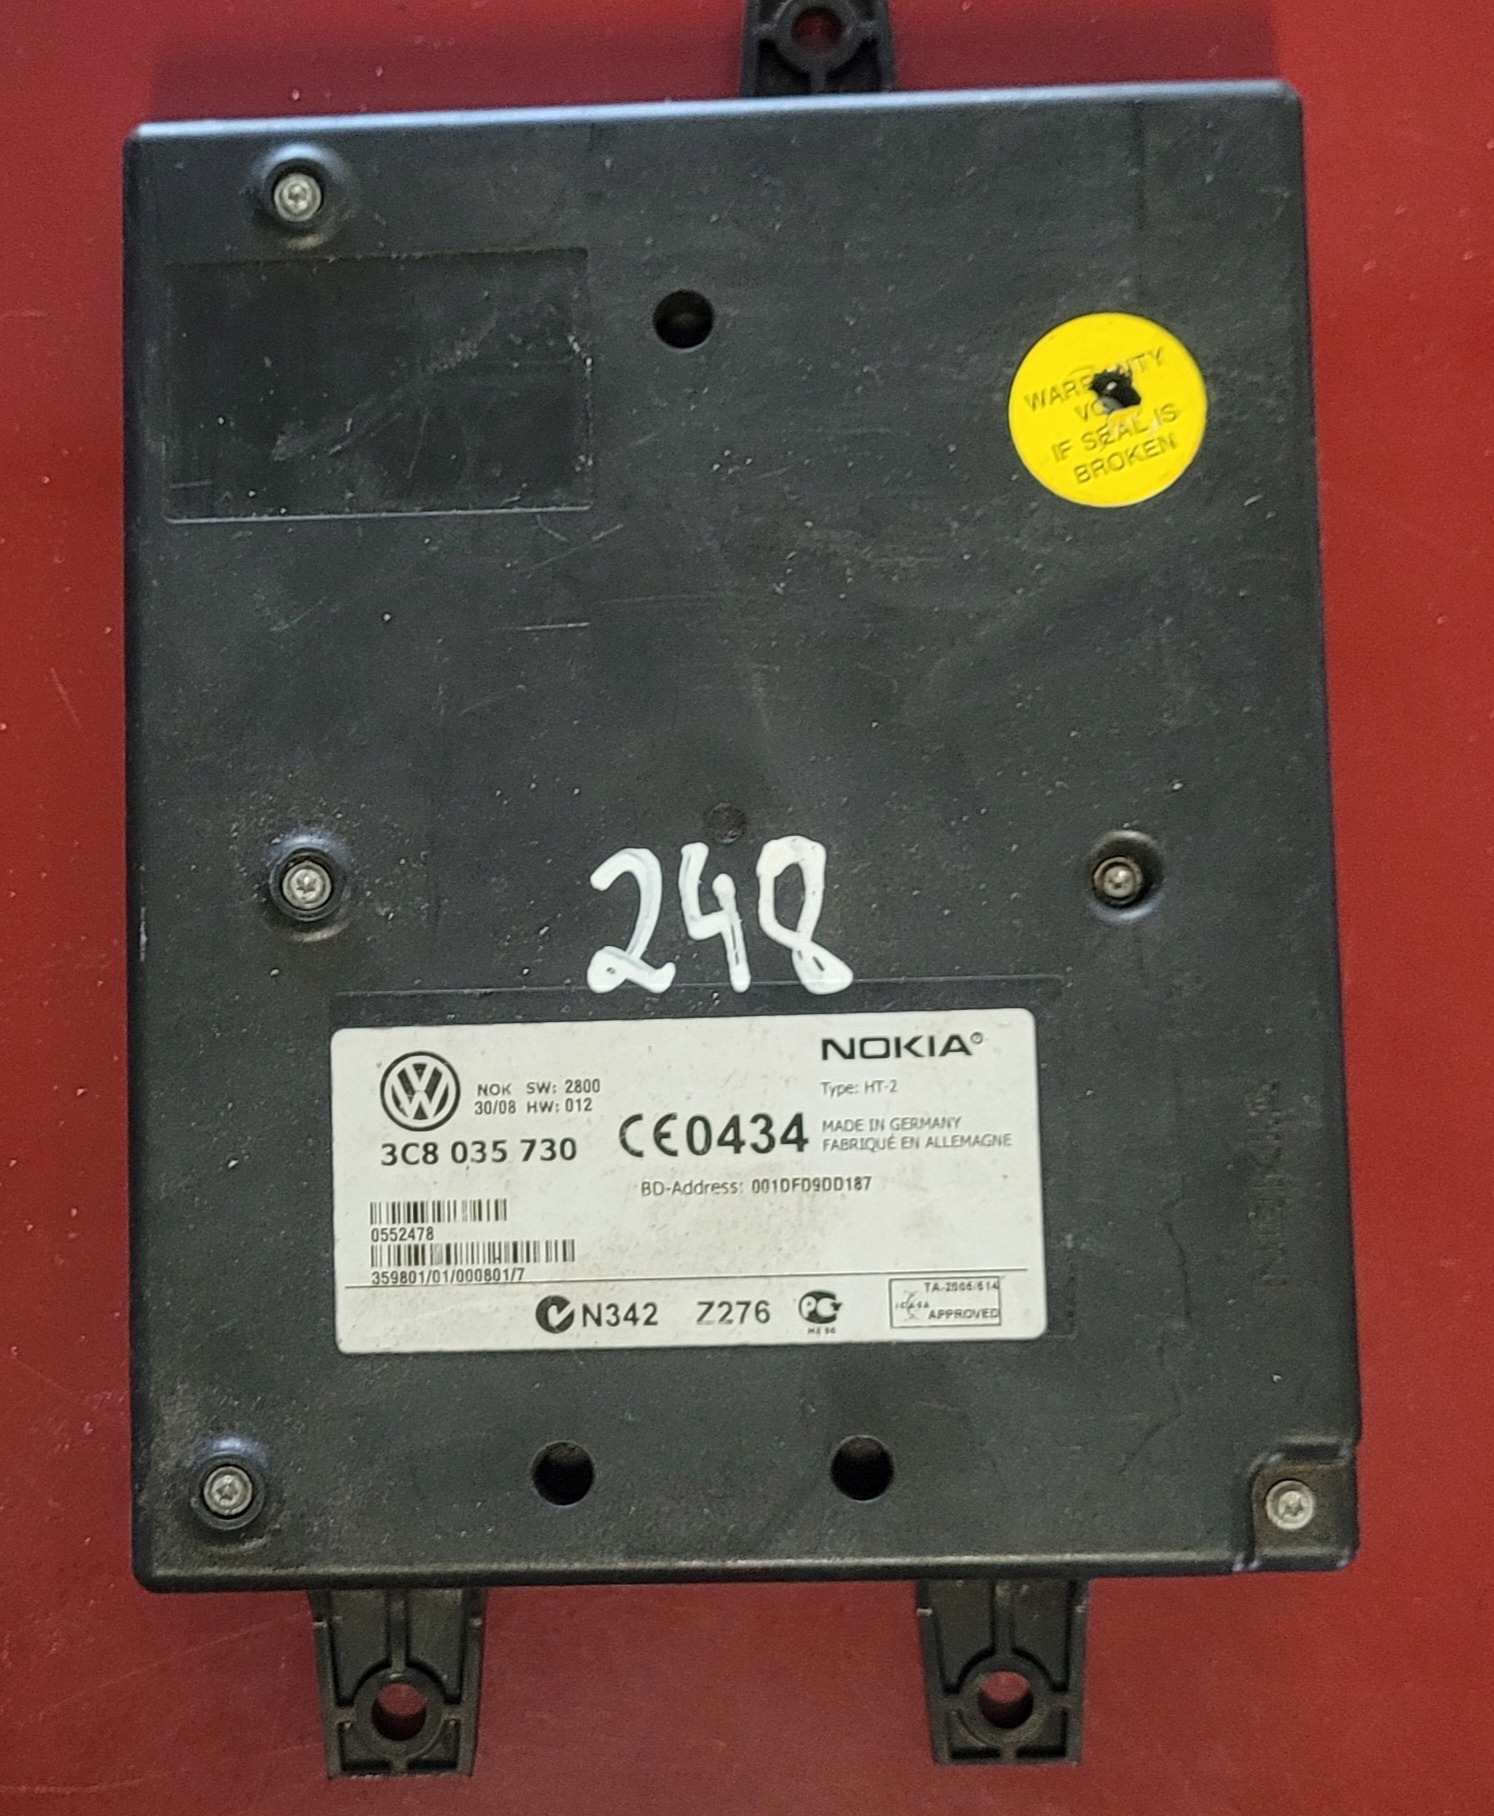 WARRANTY
VOID
IF SEAL IS
BROKEN
248
NOKIA®
NOK SW: 2800
30/08 HW: 012
Type: HT-2
3C8 035 730
CE0434
MADE IN GERMANY
FABRIQUÉ EN ALLEMAGNE
BD-Address: 001DFD9DD187
0552478
359801/01/000801/7
N342
Z276
TA-2006/614
ICASA
APPROVED